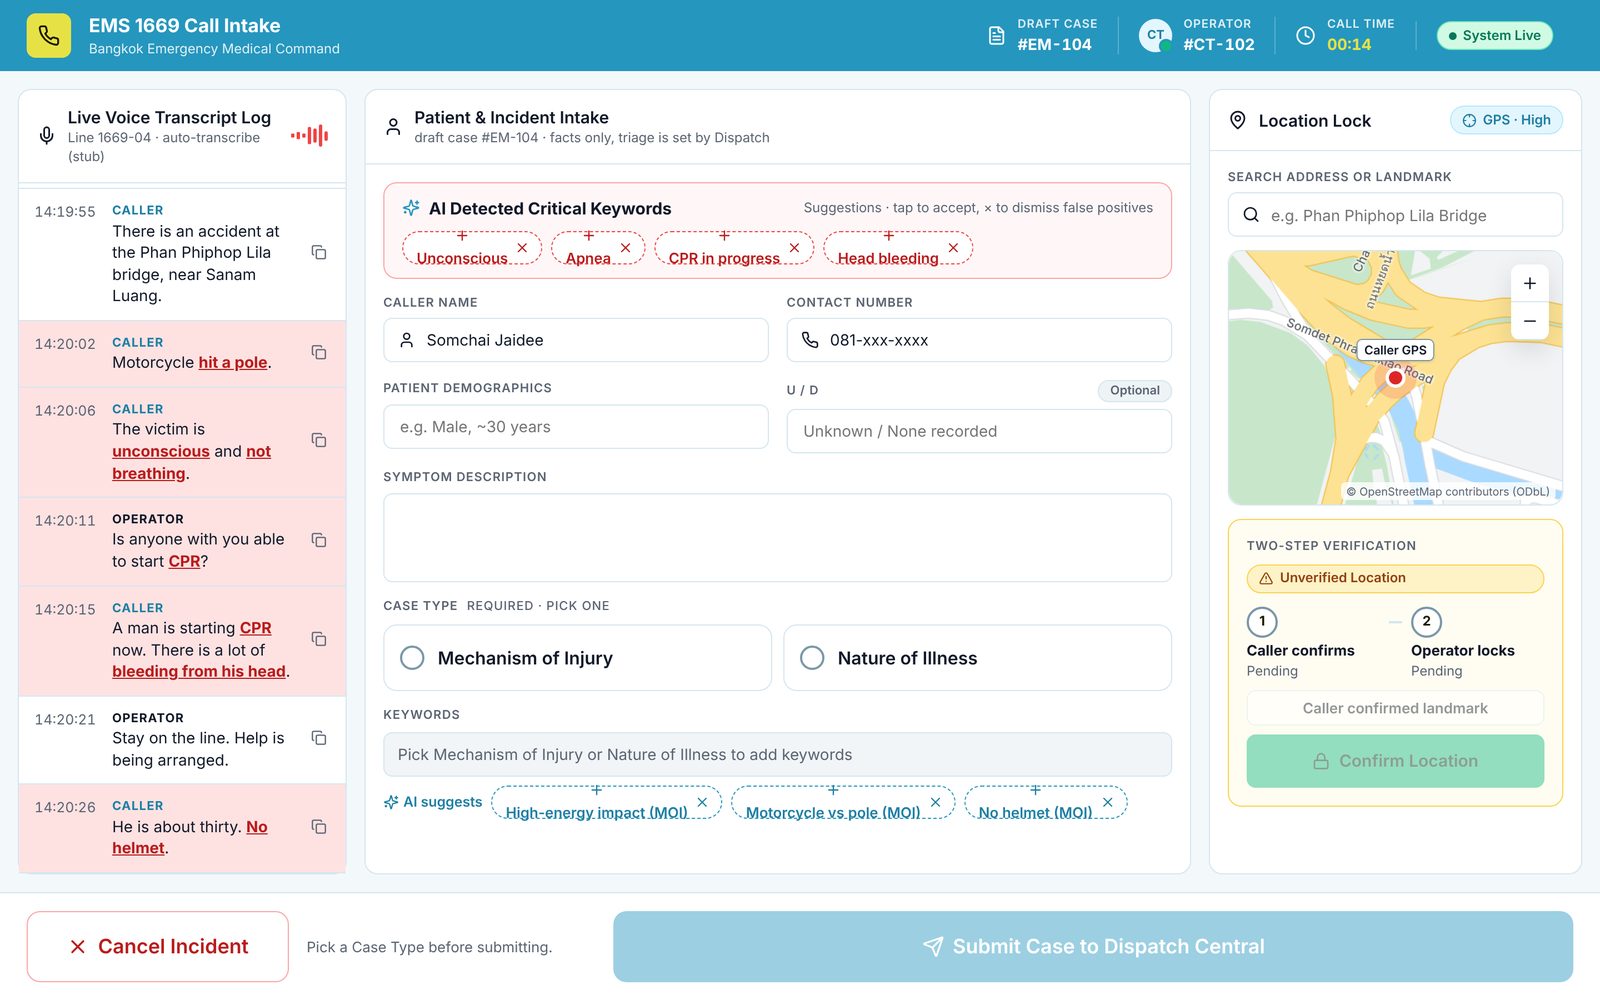 EMS 1669 Call Intake
Bangkok Emergency Medical Command
DRAFT CASE
#EM-104
CT
OPERATOR
#CT-102
CALL TIME
00:14
System Live
Live Voice Transcript Log
Line 1669-04 · auto-transcribe
(stub)
14:19:55
CALLER
There is an accident at
the Phan Phiphop Lila
bridge, near Sanam
Luang.
14:20:02
CALLER
Motorcycle hit a pole.
14:20:06
CALLER
The victim is
unconscious and not
breathing.
14:20:11
OPERATOR
Is anyone with you able
to start CPR?
14:20:15
CALLER
A man is starting CPR
now. There is a lot of
bleeding from his head.
14:20:21
OPERATOR
Stay on the line. Help is
being arranged.
14:20:26
CALLER
He is about thirty. No
helmet.
Patient & Incident Intake
draft case #EM-104 · facts only, triage is set by Dispatch
AI Detected Critical Keywords
Suggestions · tap to accept, × to dismiss false positives
Unconscious
Apnea
CPR in progress
Head bleeding
CALLER NAME
Somchai Jaidee
CONTACT NUMBER
081-xxx-xxxx
PATIENT DEMOGRAPHICS
e.g. Male, ~30 years
U / D
Optional
Unknown / None recorded
SYMPTOM DESCRIPTION
CASE TYPE REQUIRED · PICK ONE
Mechanism of Injury
Nature of Illness
KEYWORDS
Pick Mechanism of Injury or Nature of Illness to add keywords
AI suggests
High-energy impact (MOI)
Motorcycle vs pole (MOI)
No helmet (MOI)
Location Lock
GPS · High
SEARCH ADDRESS OR LANDMARK
e.g. Phan Phiphop Lila Bridge
Cha
Somdet Phra
Road
Caller GPS
© OpenStreetMap contributors (ODbL)
TWO-STEP VERIFICATION
Unverified Location
1
Caller confirms
Pending
2
Operator locks
Pending
Caller confirmed landmark
Confirm Location
Cancel Incident
Pick a Case Type before submitting.
Submit Case to Dispatch Central